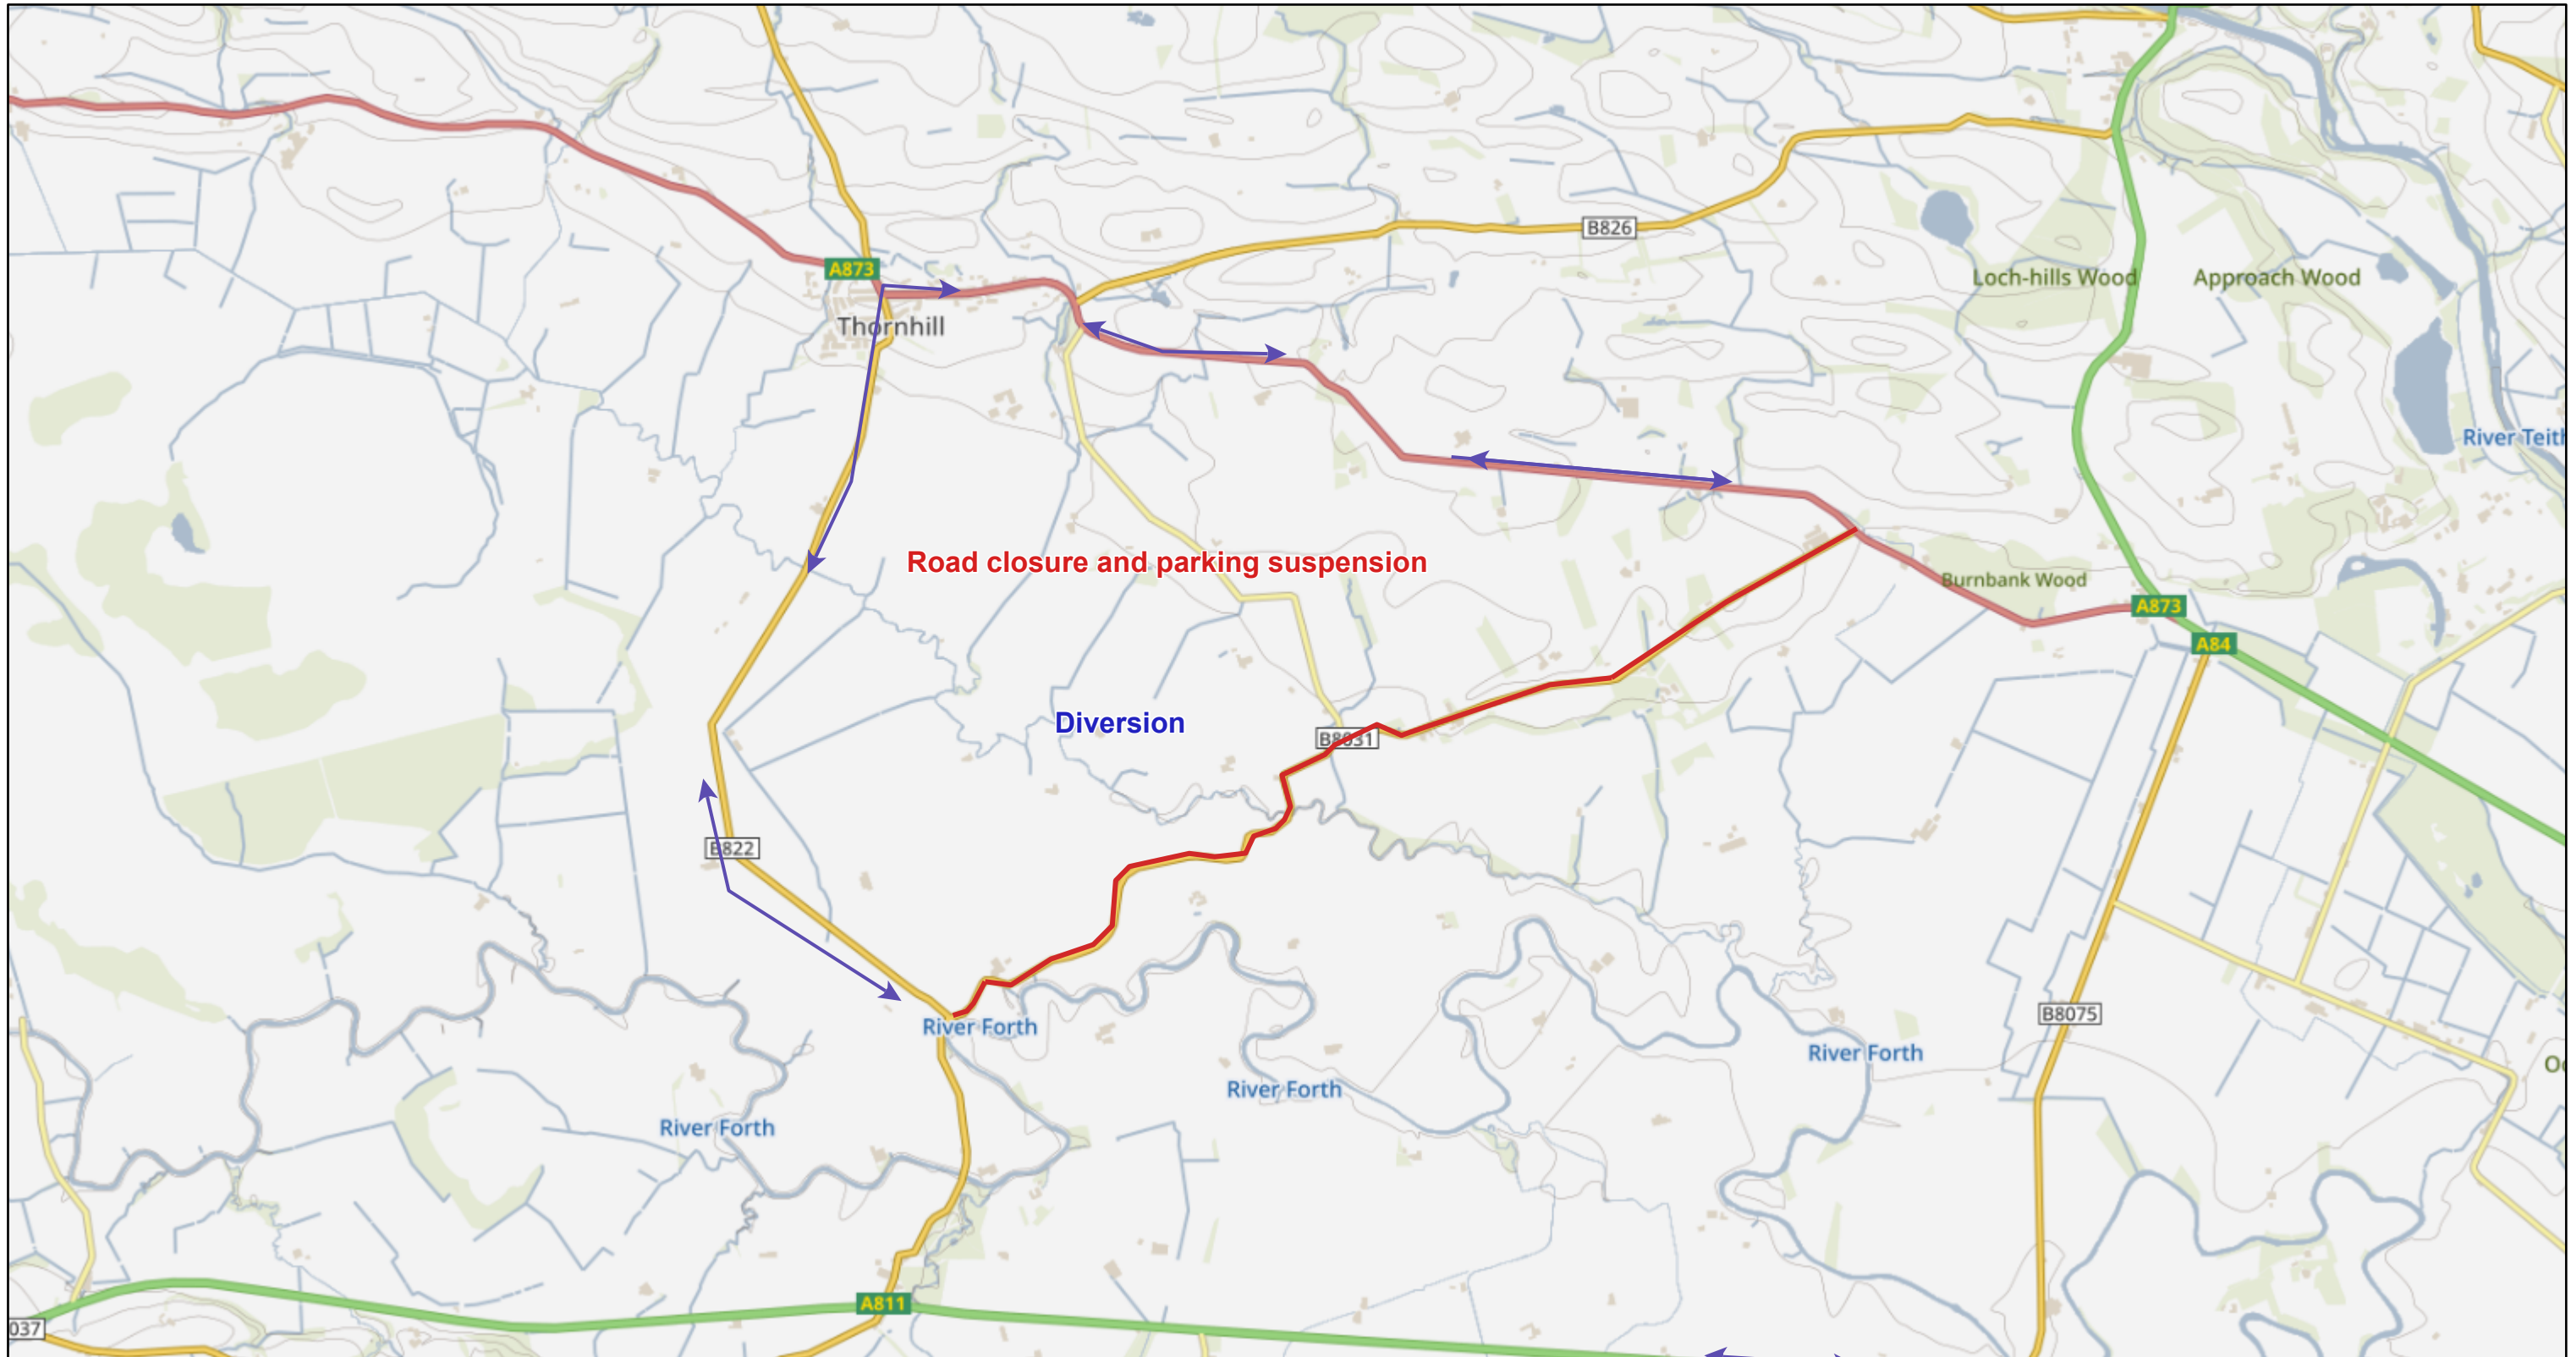 B826
A873
Loch-hills Wood
Approach Wood
Thornhill
River Teith
Road closure and parking suspension
Burnbank Wood
A873
A84
Diversion
B8031
B822
B8075
River Forth
River Forth
River Forth
River Forth
A811
037